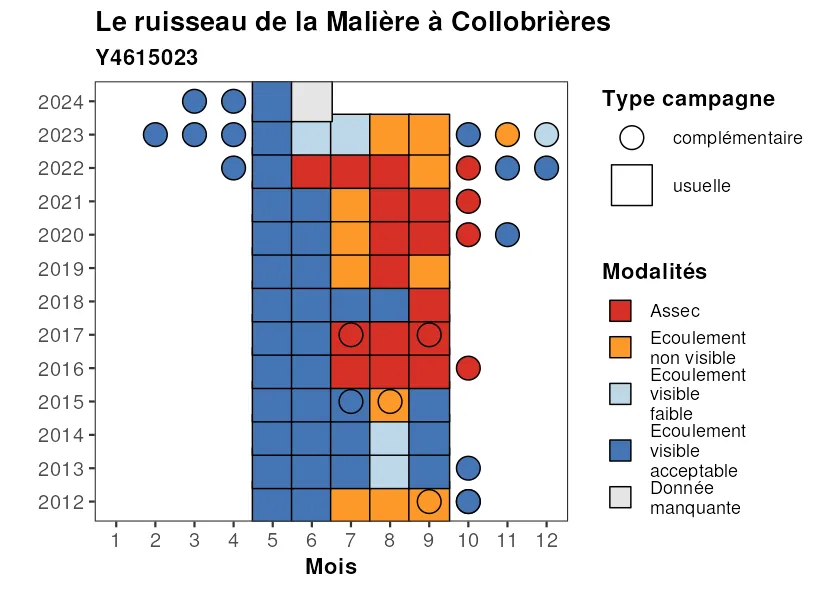 Le ruisseau de la Malière à Collobrières
Y4615023
2024
2023
2022
2021
2020
2019
2018
2017
2016
2015
2014
2013
2012
1 2 3 4 5 6 7 8 9 10 11 12
Mois
Type campagne
complémentaire
usuelle
Modalités
Assec
Ecoulement
non visible
Ecoulement
visible
faible
Ecoulement
visible
acceptable
Donnée
manquante